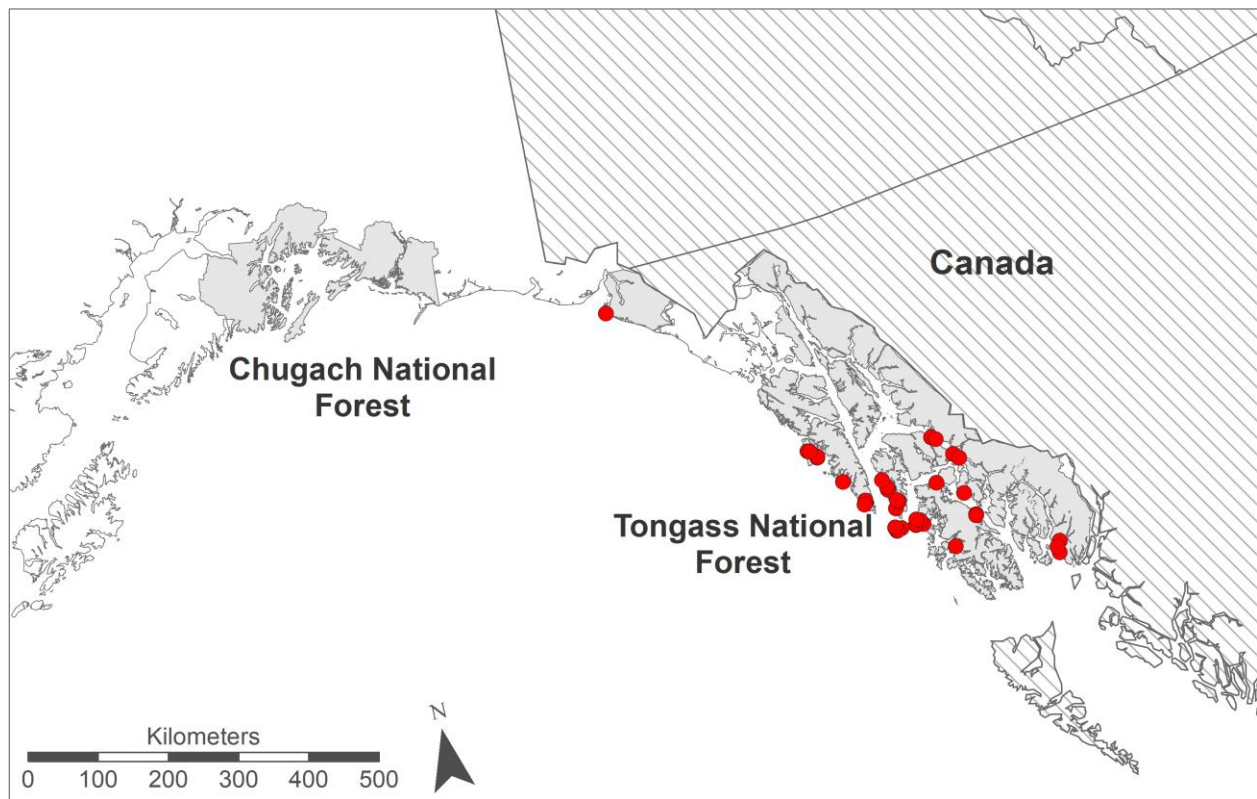 Canada
Chugach National
Forest
Tongass National
Forest
N
Kilometers
0 100 200 300 400 500